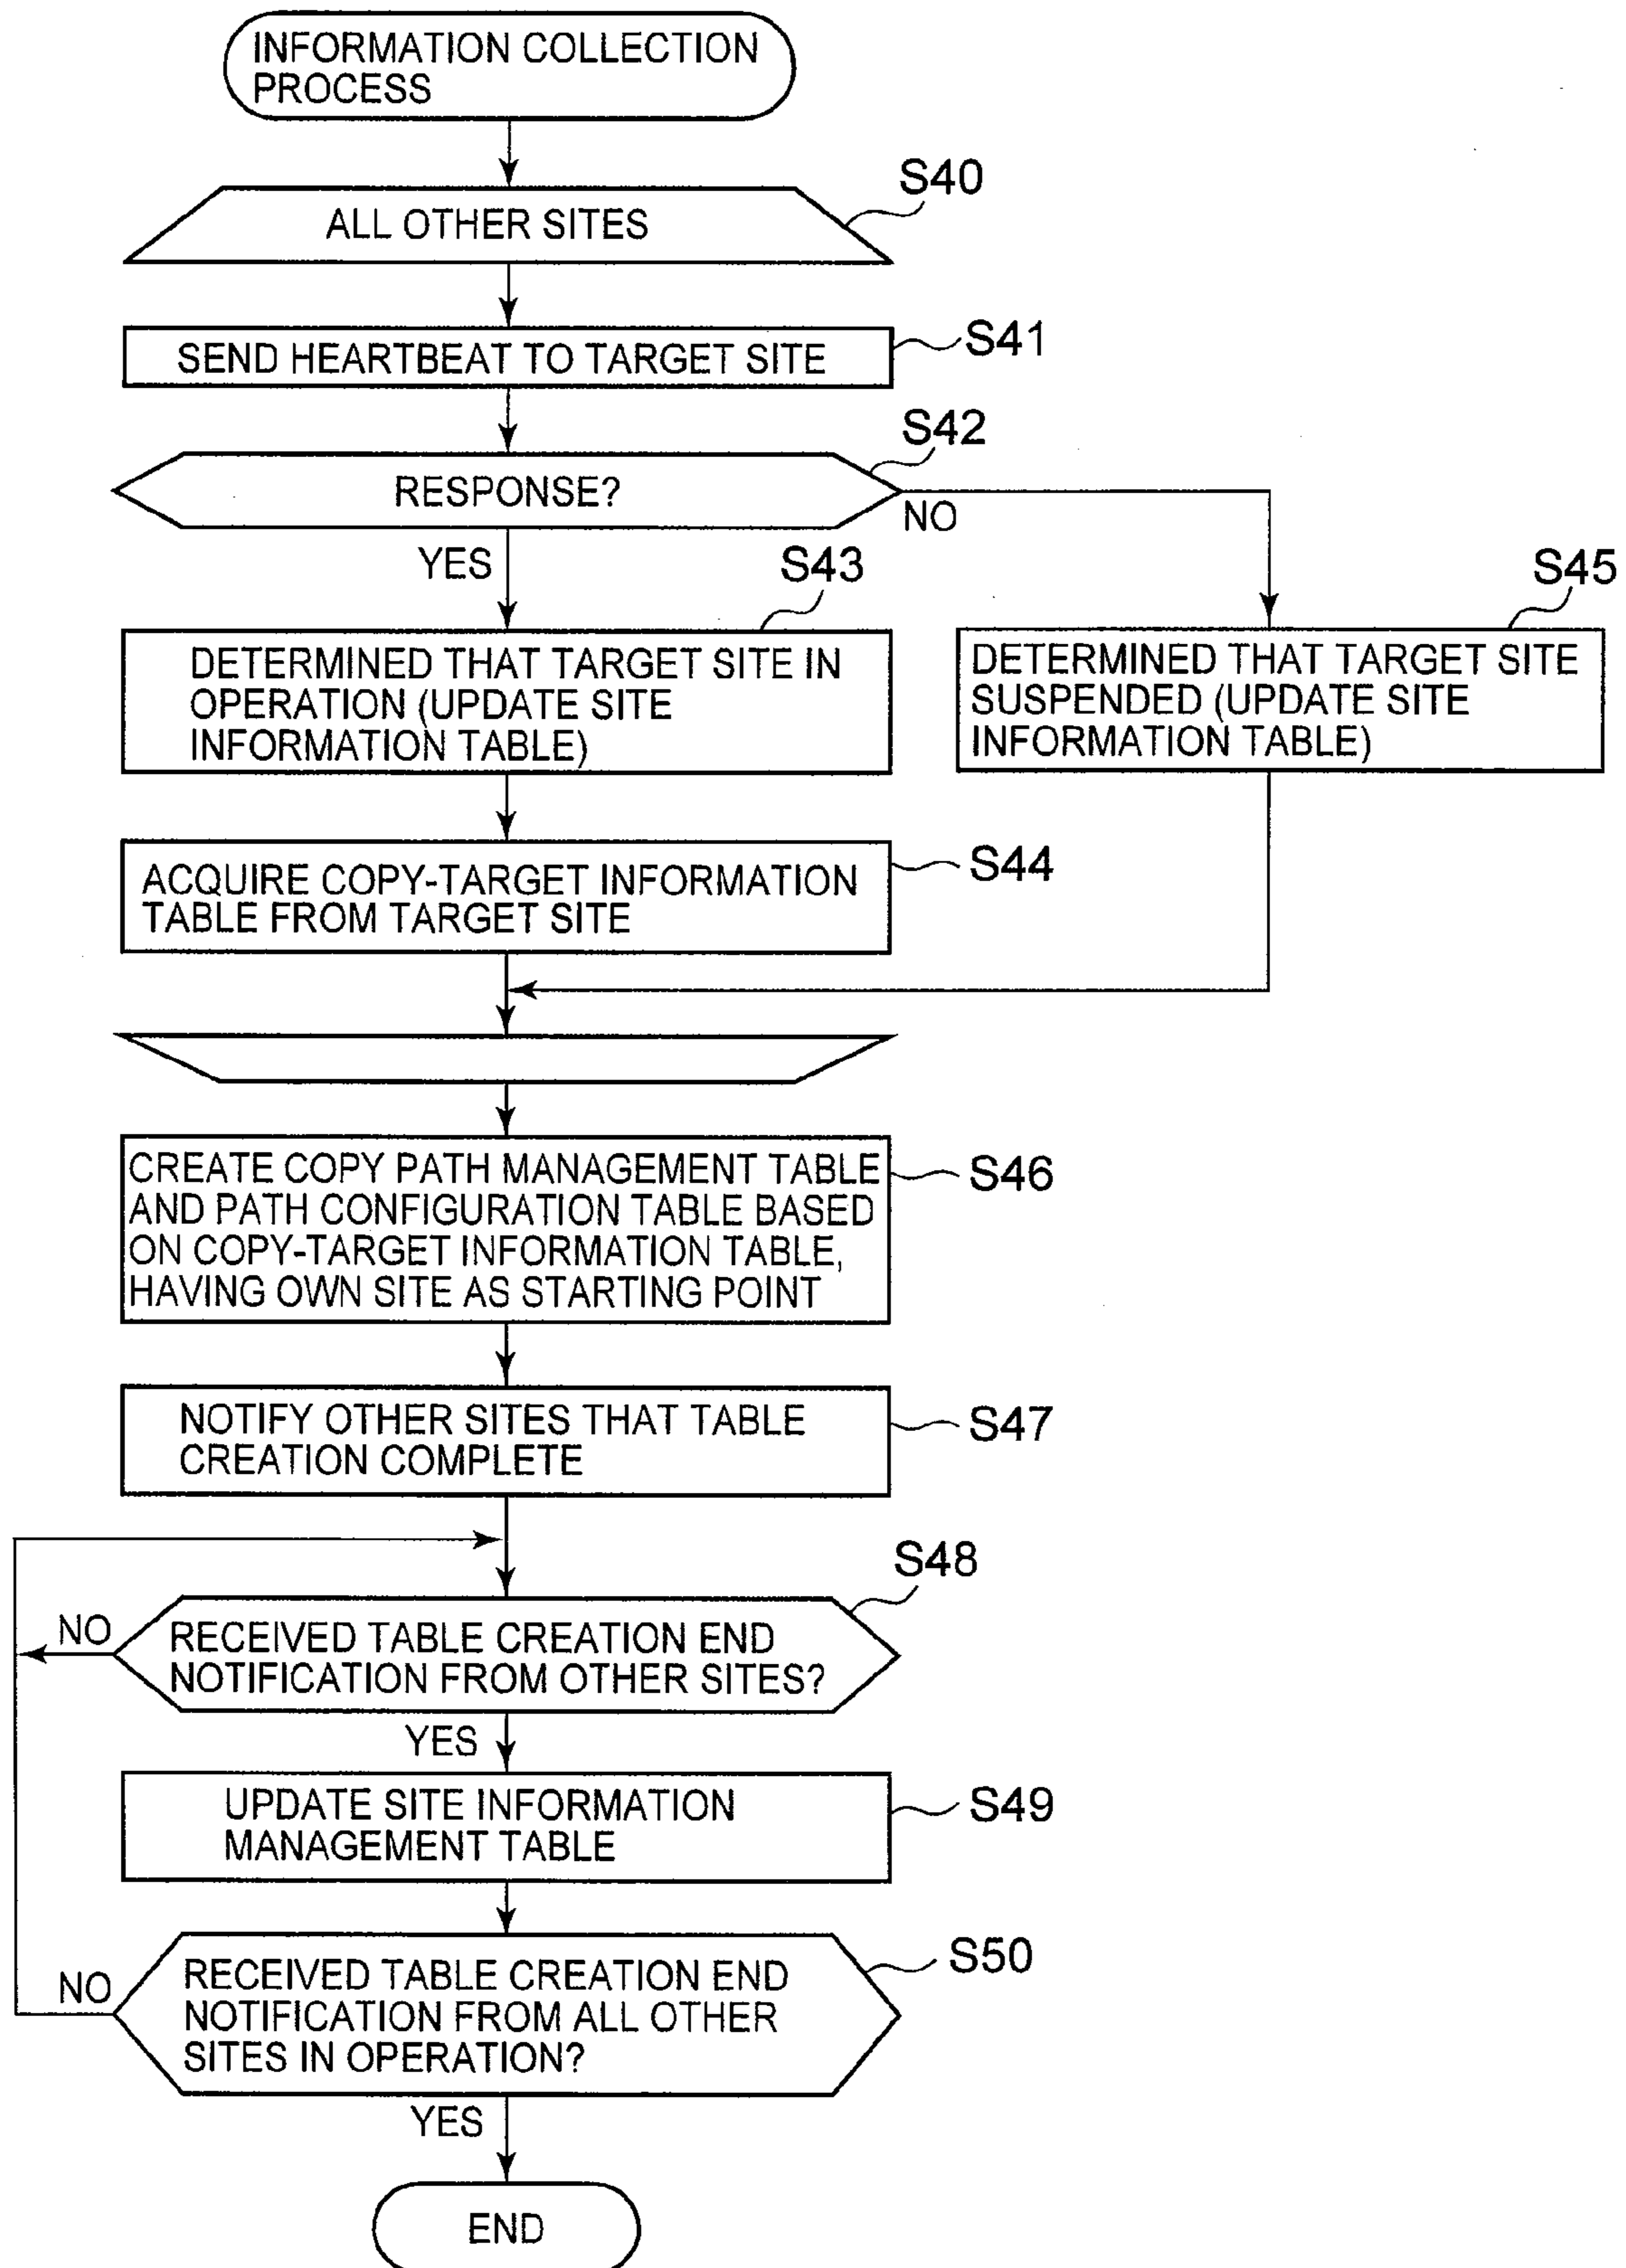 INFORMATION COLLECTION
PROCESS
S40
ALL OTHER SITES
S41
SEND HEARTBEAT TO TARGET SITE
S42
RESPONSE?
NO
YES
S43
S45
DETERMINED THAT TARGET SITE IN
OPERATION (UPDATE SITE
INFORMATION TABLE)
DETERMINED THAT TARGET SITE
SUSPENDED (UPDATE SITE
INFORMATION TABLE)
S44
ACQUIRE COPY-TARGET INFORMATION
TABLE FROM TARGET SITE
CREATE COPY PATH MANAGEMENT TABLE
AND PATH CONFIGURATION TABLE BASED
ON COPY-TARGET INFORMATION TABLE,
HAVING OWN SITE AS STARTING POINT
S46
NOTIFY OTHER SITES THAT TABLE
CREATION COMPLETE
S47
S48
NO
RECEIVED TABLE CREATION END
NOTIFICATION FROM OTHER SITES?
YES
UPDATE SITE INFORMATION
MANAGEMENT TABLE
S49
S50
NO
RECEIVED TABLE CREATION END
NOTIFICATION FROM ALL OTHER
SITES IN OPERATION?
YES
END